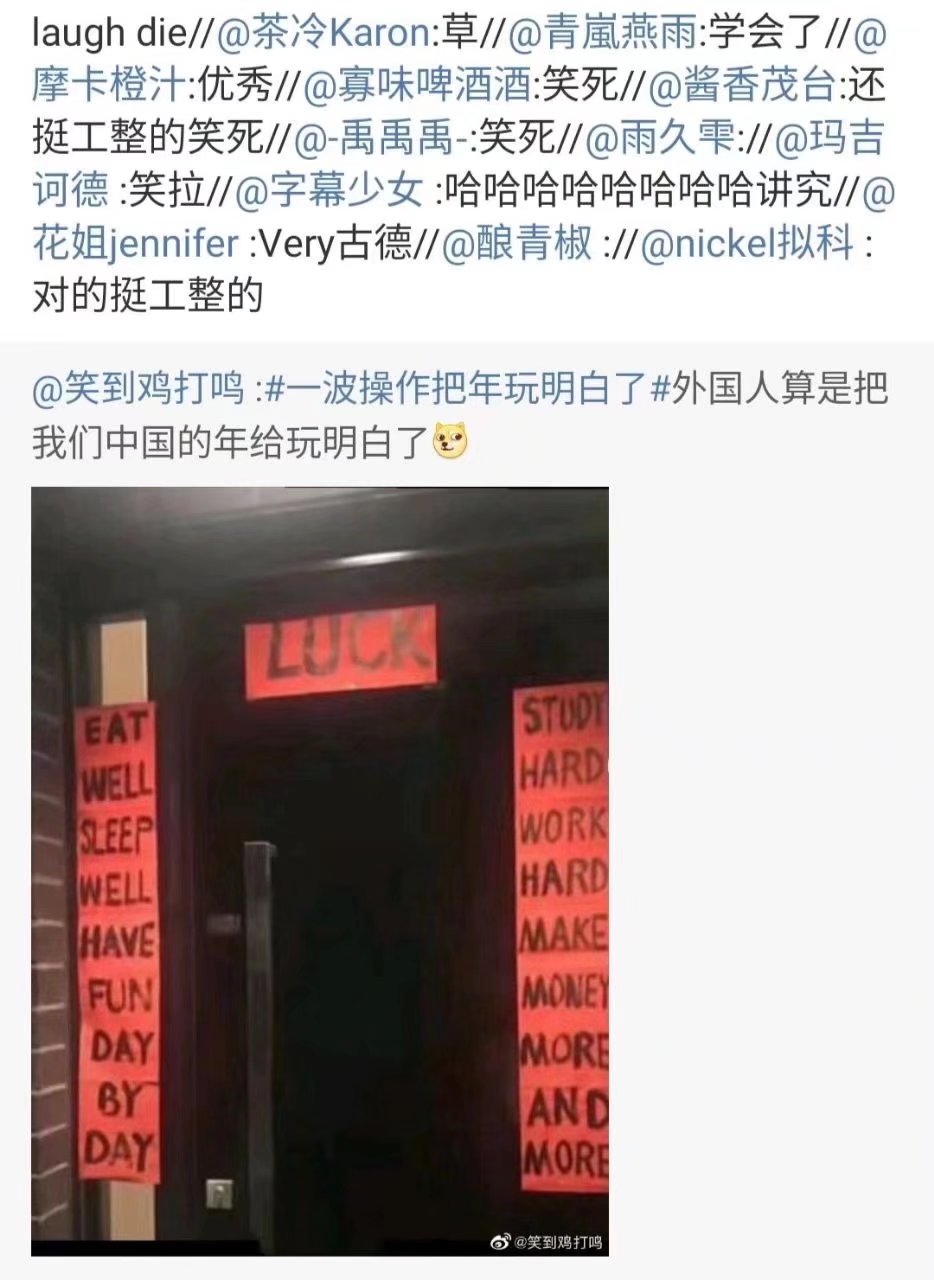 laugh die//@茶冷Karon:草//@青嵐燕雨:学会了//@
摩卡橙汁:优秀//@寡味啤酒酒:笑死//@酱香茂台:还
挺工整的笑死//@-禹禹禹-:笑死//@雨久雫://@玛吉
诃德 :笑拉//@字幕少女 :哈哈哈哈哈哈哈哈讲究//@
花姐jennifer :Very古德//@酿青椒 ://@nickel拟科 :
对的挺工整的
@笑到鸡打鸣 :#一波操作把年玩明白了#外国人算是把
我们中国的年给玩明白了
LUCK
EAT
WELL
SLEEP
WELL
HAVE
FUN
DAY
BY
DAY
STUDY
HARD
WORK
HARD
MAKE
MONEY
MORE
AND
MORE
@笑到鸡打鸣